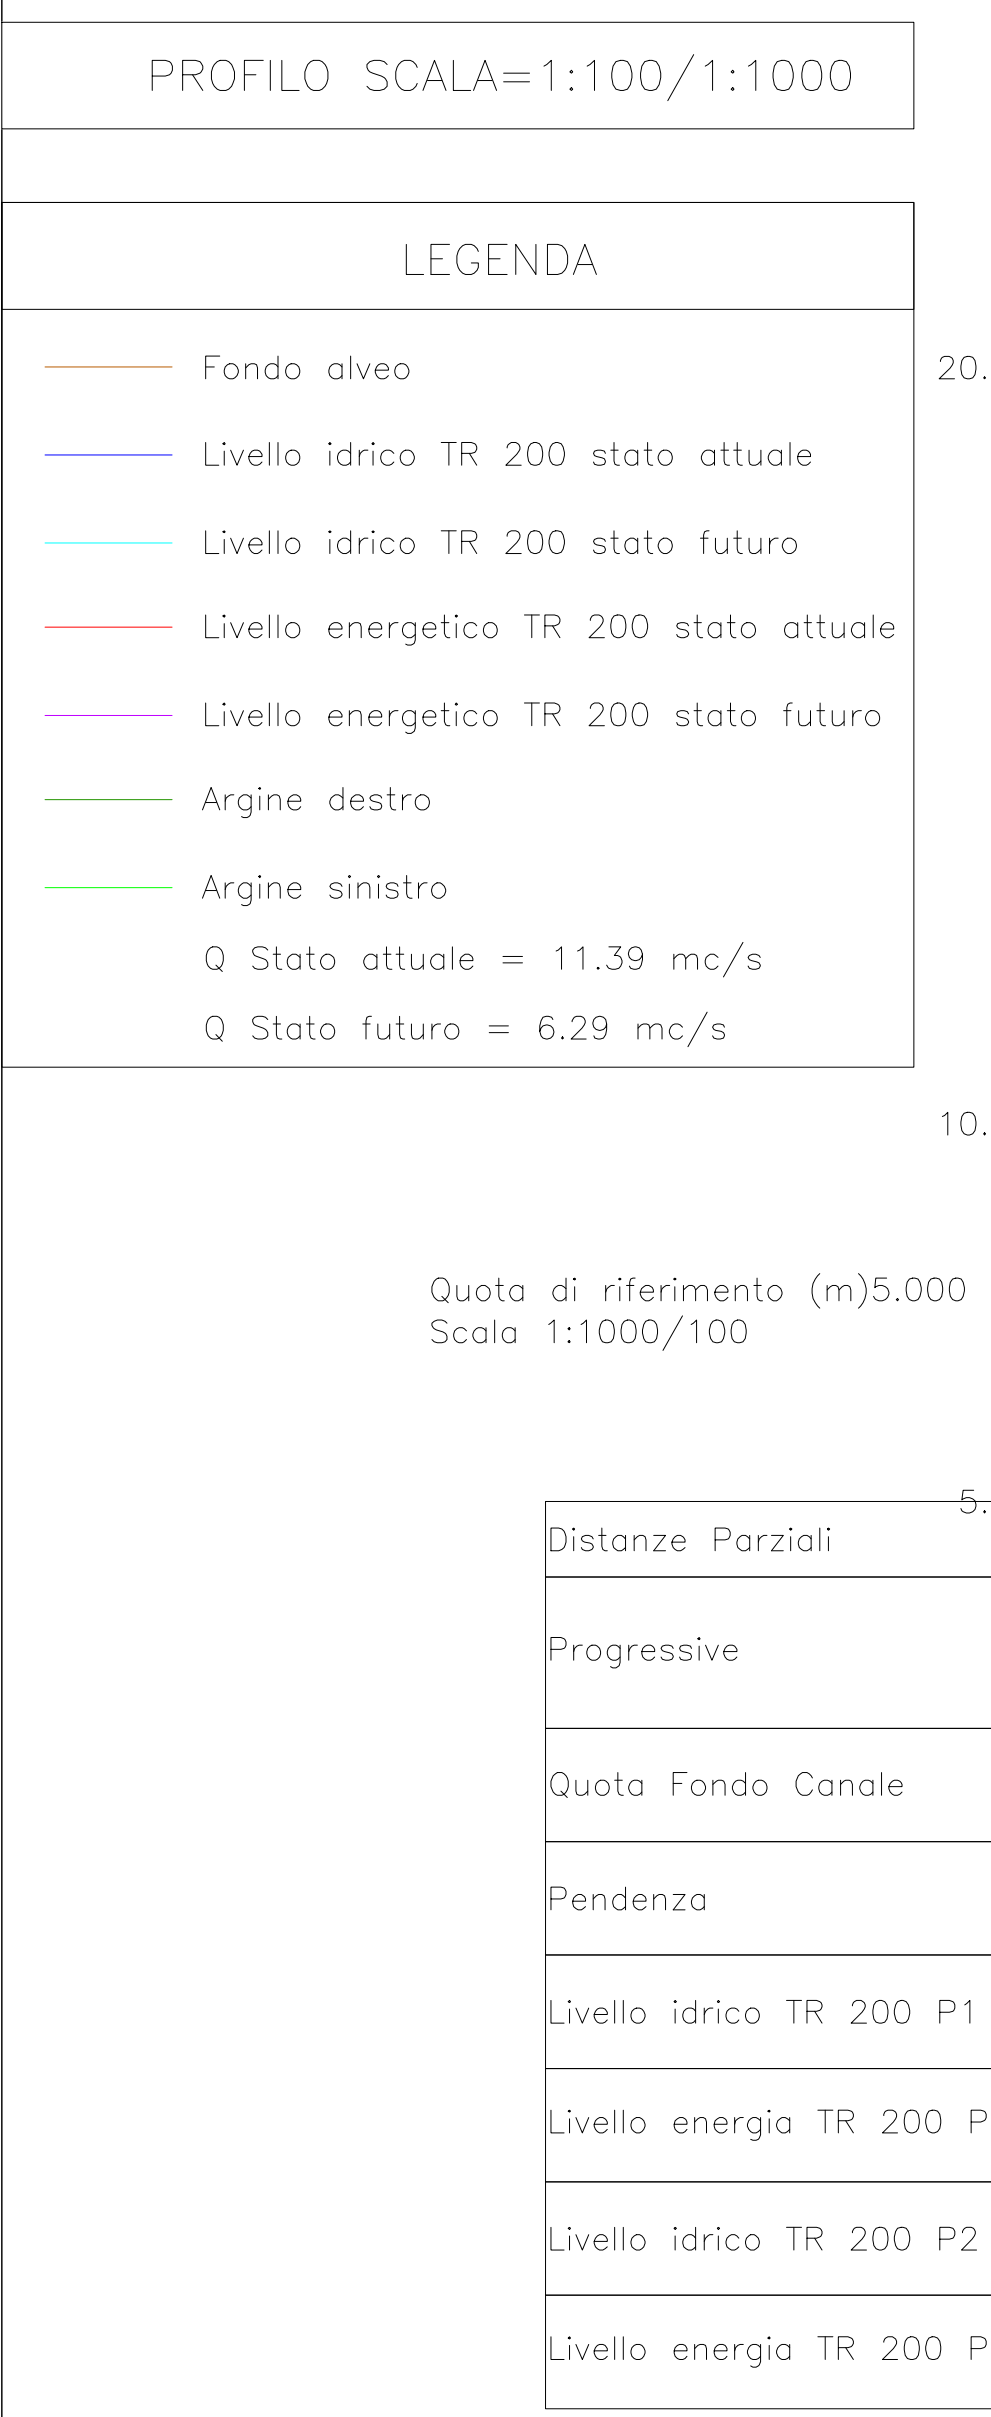 PROFILO SCALA=1:100/1:1000
LEGENDA
Fondo alveo
Livello idrico TR 200 stato attuale
Livello idrico TR 200 stato futuro
Livello energetico TR 200 stato attuale
Livello energetico TR 200 stato futuro
Argine destro
Argine sinistro
Q Stato attuale = 11.39 mc/s
Q Stato futuro = 6.29 mc/s
20.
10.
Quota di riferimento (m)5.000
Scala 1:1000/100
5.
Distanze Parziali
Progressive
Quota Fondo Canale
Pendenza
Livello idrico TR 200 P1
Livello energia TR 200 P
Livello idrico TR 200 P2
Livello energia TR 200 P